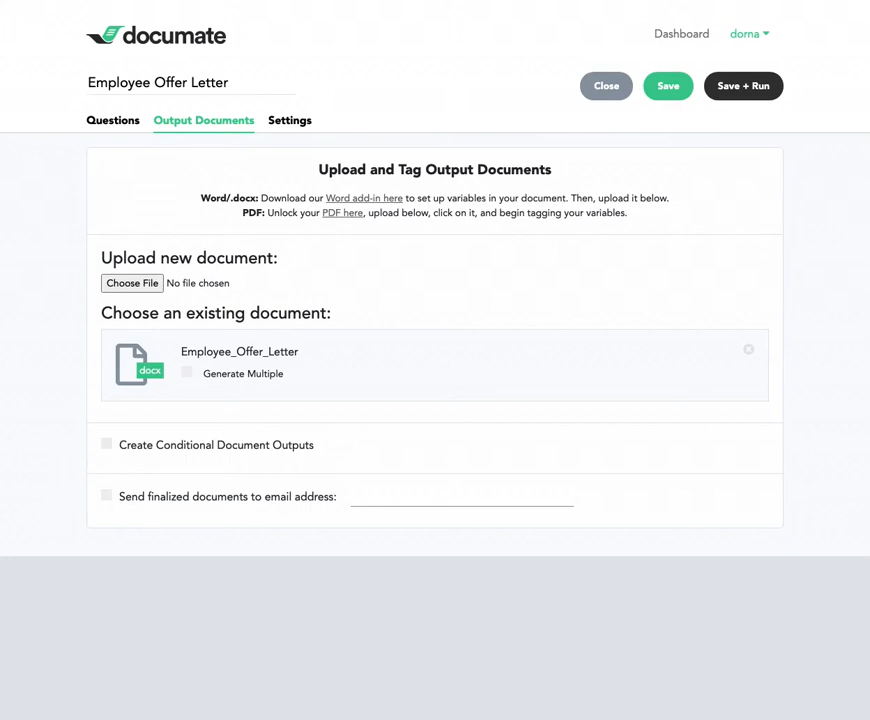 documate
Dashboard
dorna
Employee Offer Letter
Close
Save
Save + Run
Questions
Output Documents
Settings
Upload and Tag Output Documents
Word/.docx: Download our Word add-in here to set up variables in your document. Then, upload it below.
PDF: Unlock your PDF here, upload below, click on it, and begin tagging your variables.
Upload new document:
Choose File No file chosen
Choose an existing document:
Employee_Offer_Letter
docx
Generate Multiple
Create Conditional Document Outputs
Send finalized documents to email address: